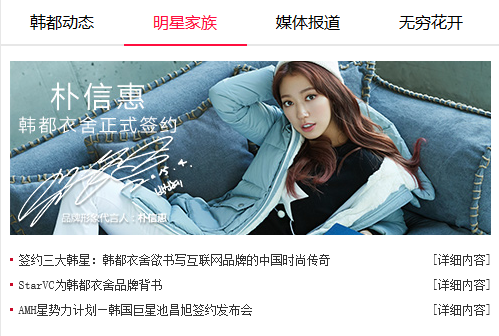 韩都动态 明星家族 媒体报道 无穷花开
朴信惠
韩都衣舍正式签约
品牌形象代言人：朴信惠
签约三大韩星：韩都衣舍欲书写互联网品牌的中国时尚传奇 [详细内容]
StarVC为韩都衣舍品牌背书 [详细内容]
AMH星势力计划—韩国巨星池昌旭签约发布会 [详细内容]